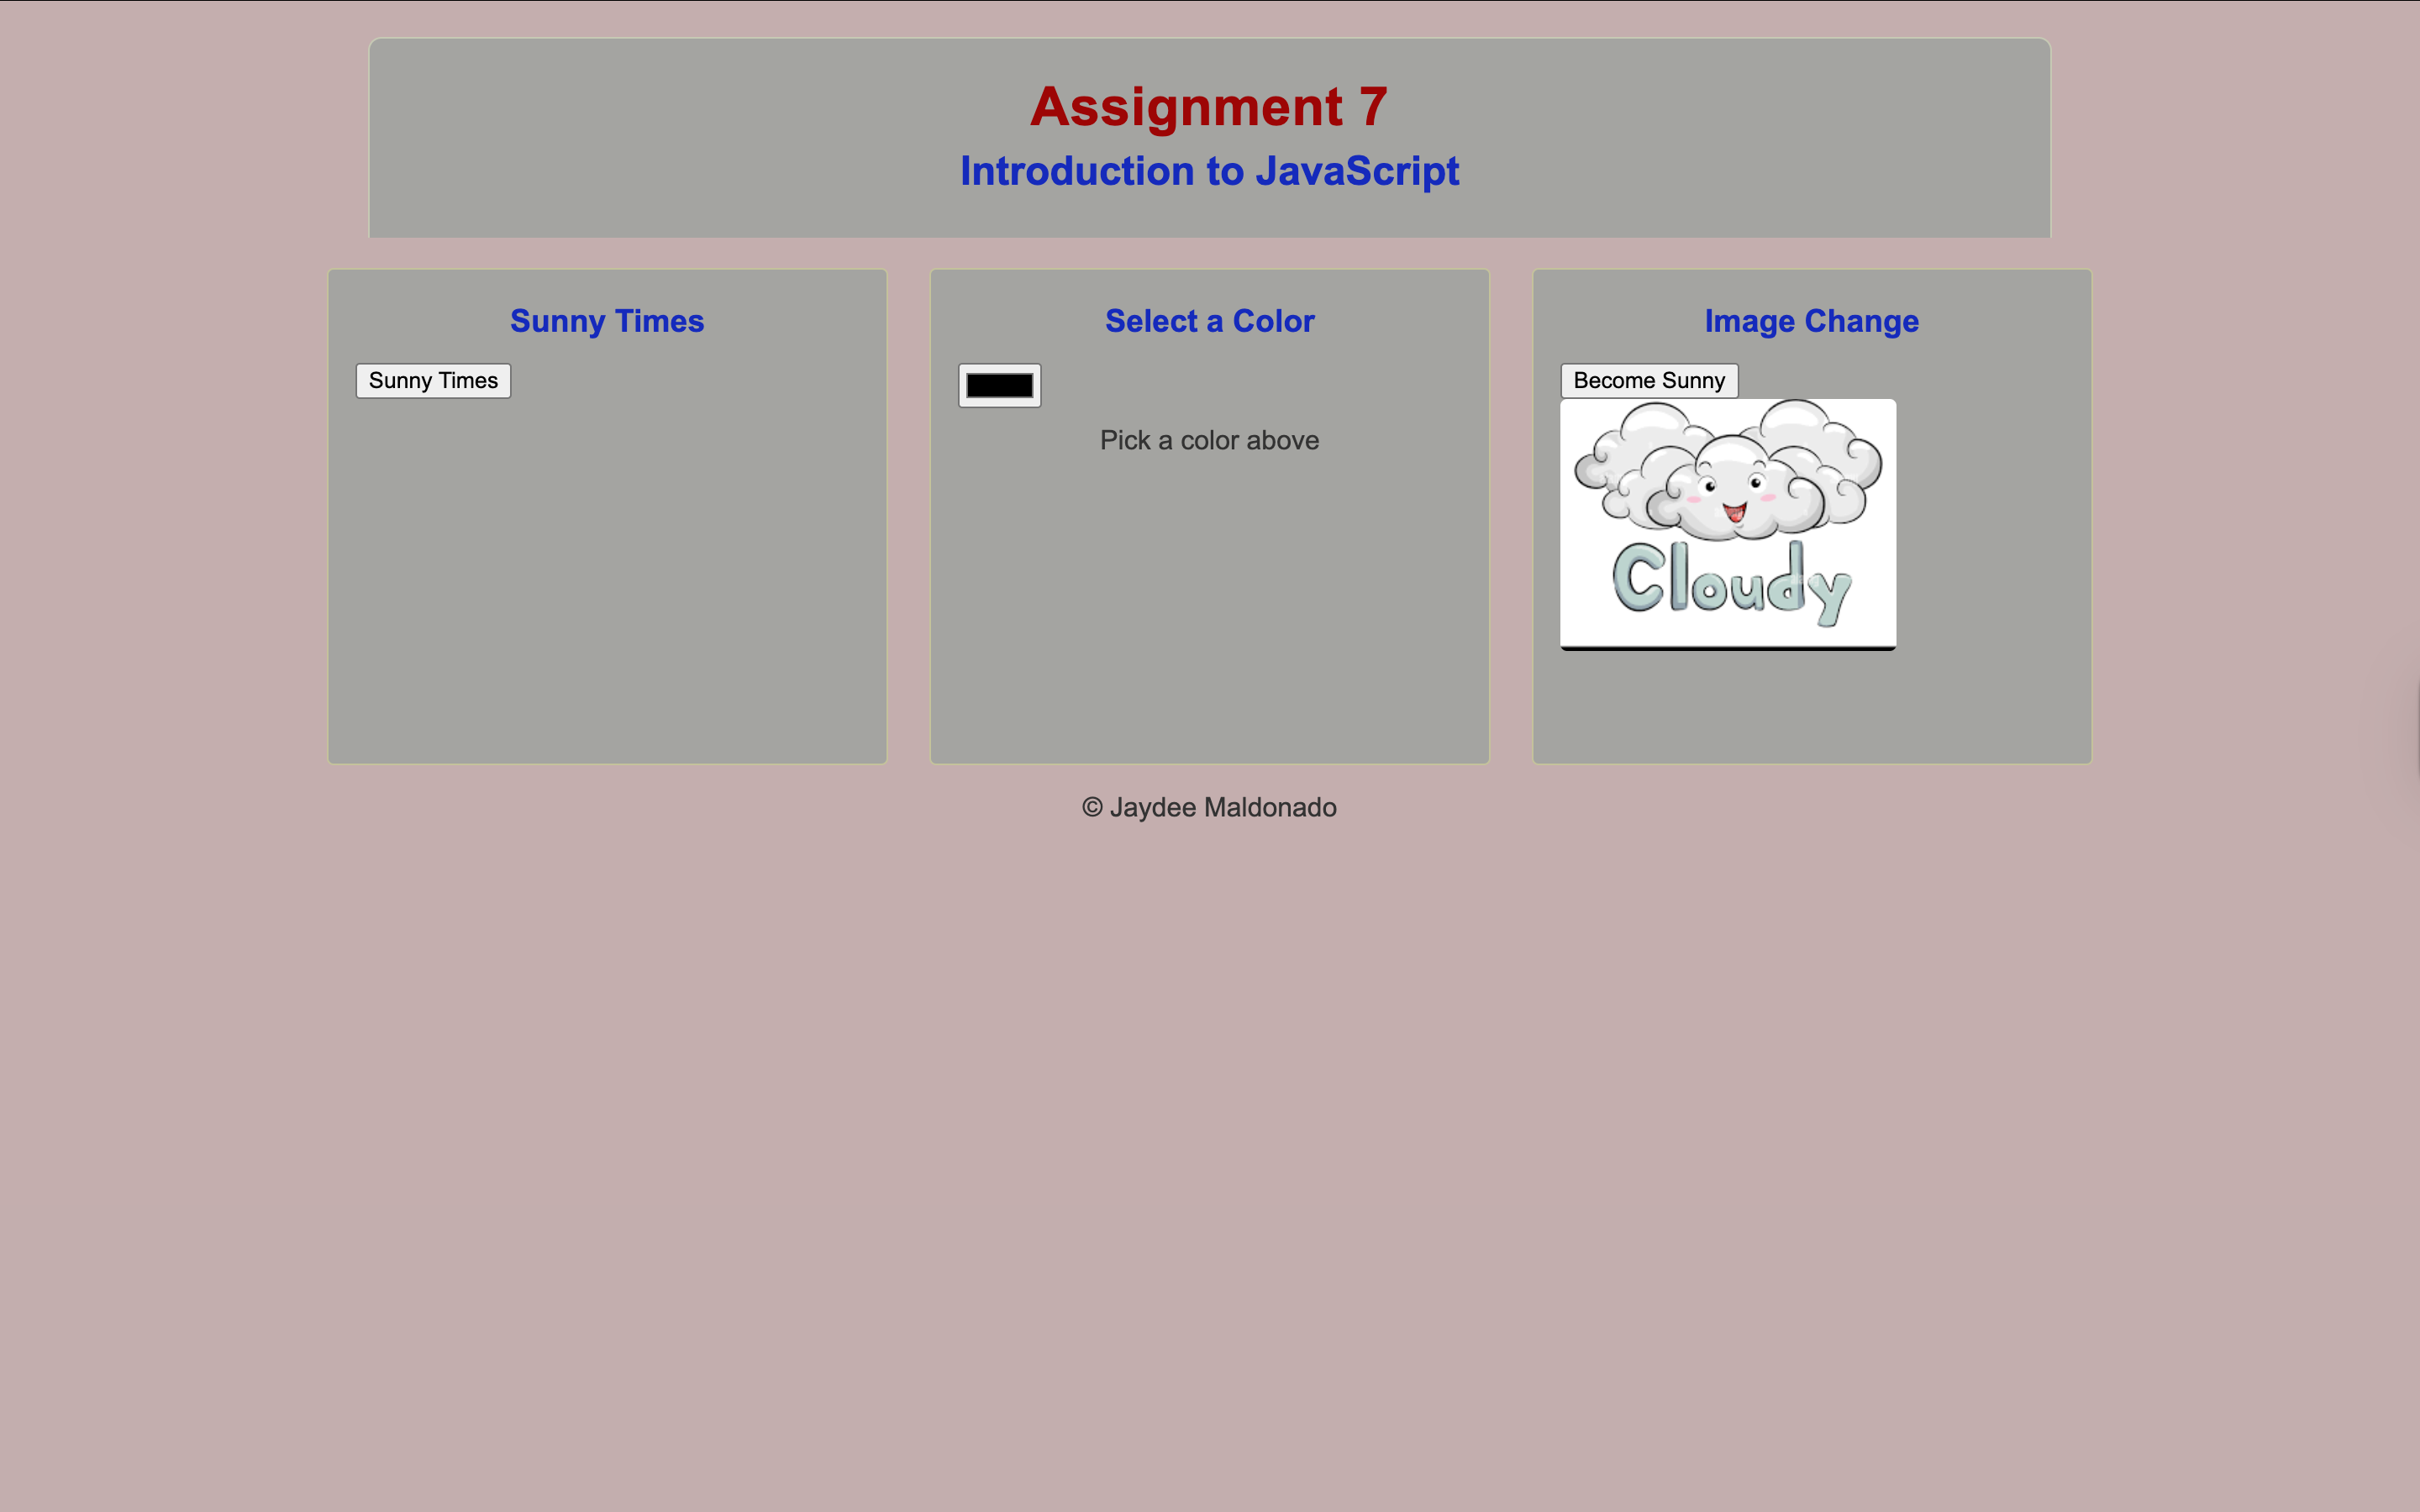 Assignment 7
Introduction to JavaScript
Sunny Times
Sunny Times
Select a Color
Pick a color above
Image Change
Become Sunny
Cloudy
© Jaydee Maldonado